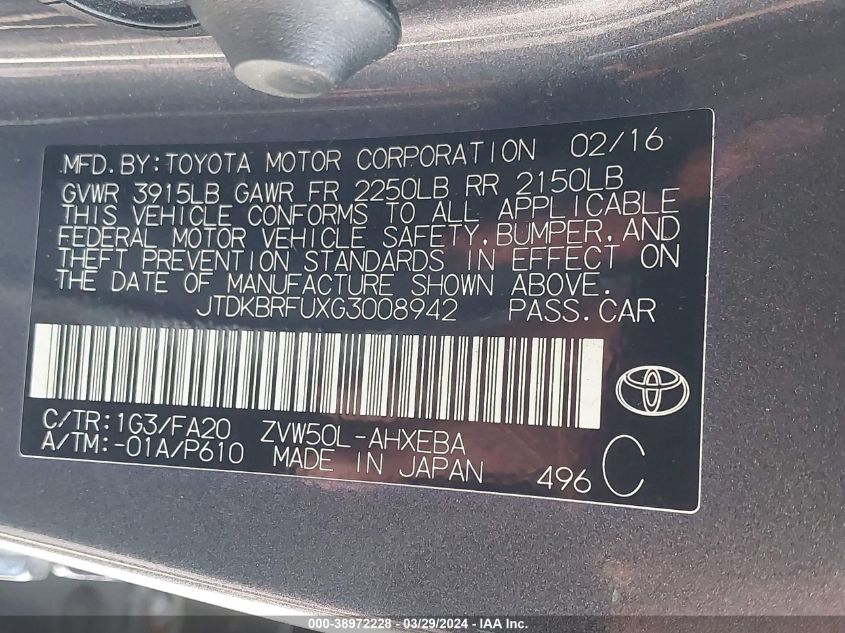 MFD. BY: TOYOTA MOTOR CORPORATION 02/16
GVWR 3915LB GAWR FR 2250LB RR 2150LB
THIS VEHICLE CONFORMS TO ALL APPLICABLE
FEDERAL MOTOR VEHICLE SAFETY, BUMPER, AND
THEFT PREVENTION STANDARDS IN EFFECT ON
THE DATE OF MANUFACTURE SHOWN ABOVE.
JTDKBRFUXG3008942 PASS.CAR
C/TR:1G3/FA20 ZVW50L-AHXEBA
A/TM:-01A/P610 MADE IN JAPAN 496 C
000-38972228 - 03/29/2024 - IAA Inc.